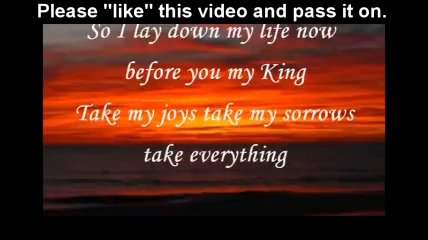 Please "like" this video and pass it on.
So I lay down my life now
before you my King
Take my joys take my sorrows
take everything